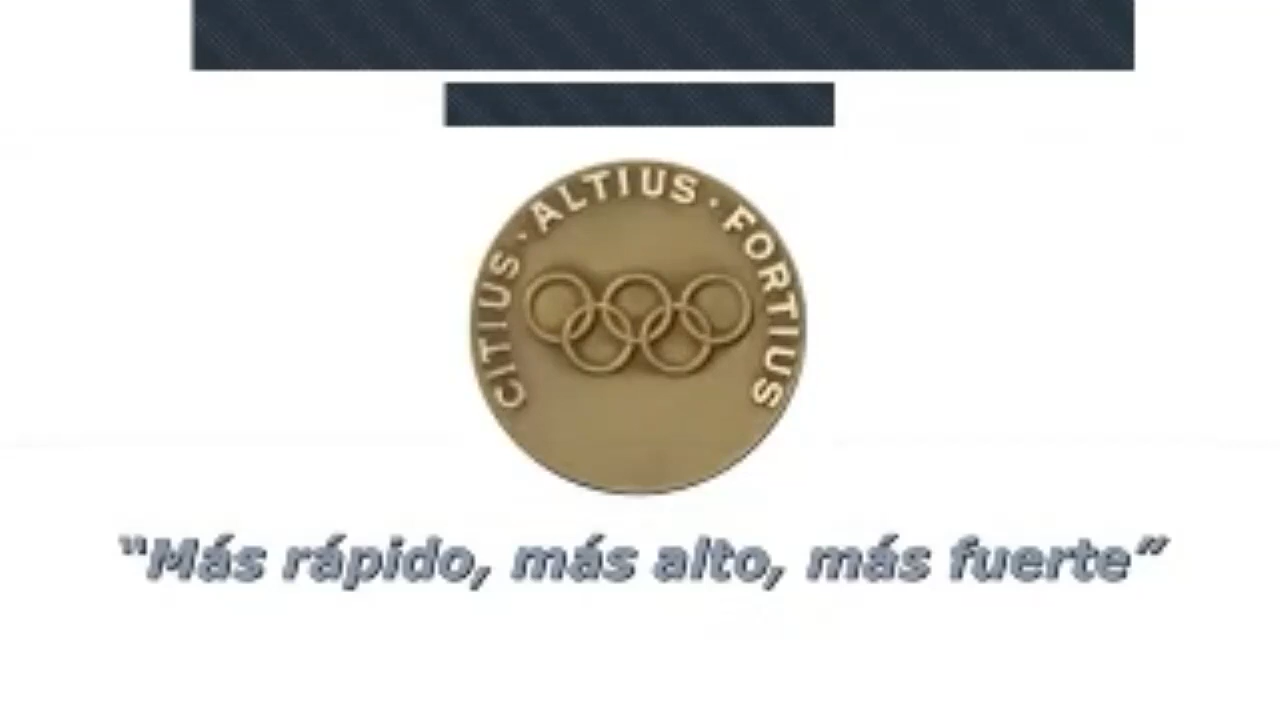 CITIUS · ALTIUS · FORTIUS
“Más rápido, más alto, más fuerte”